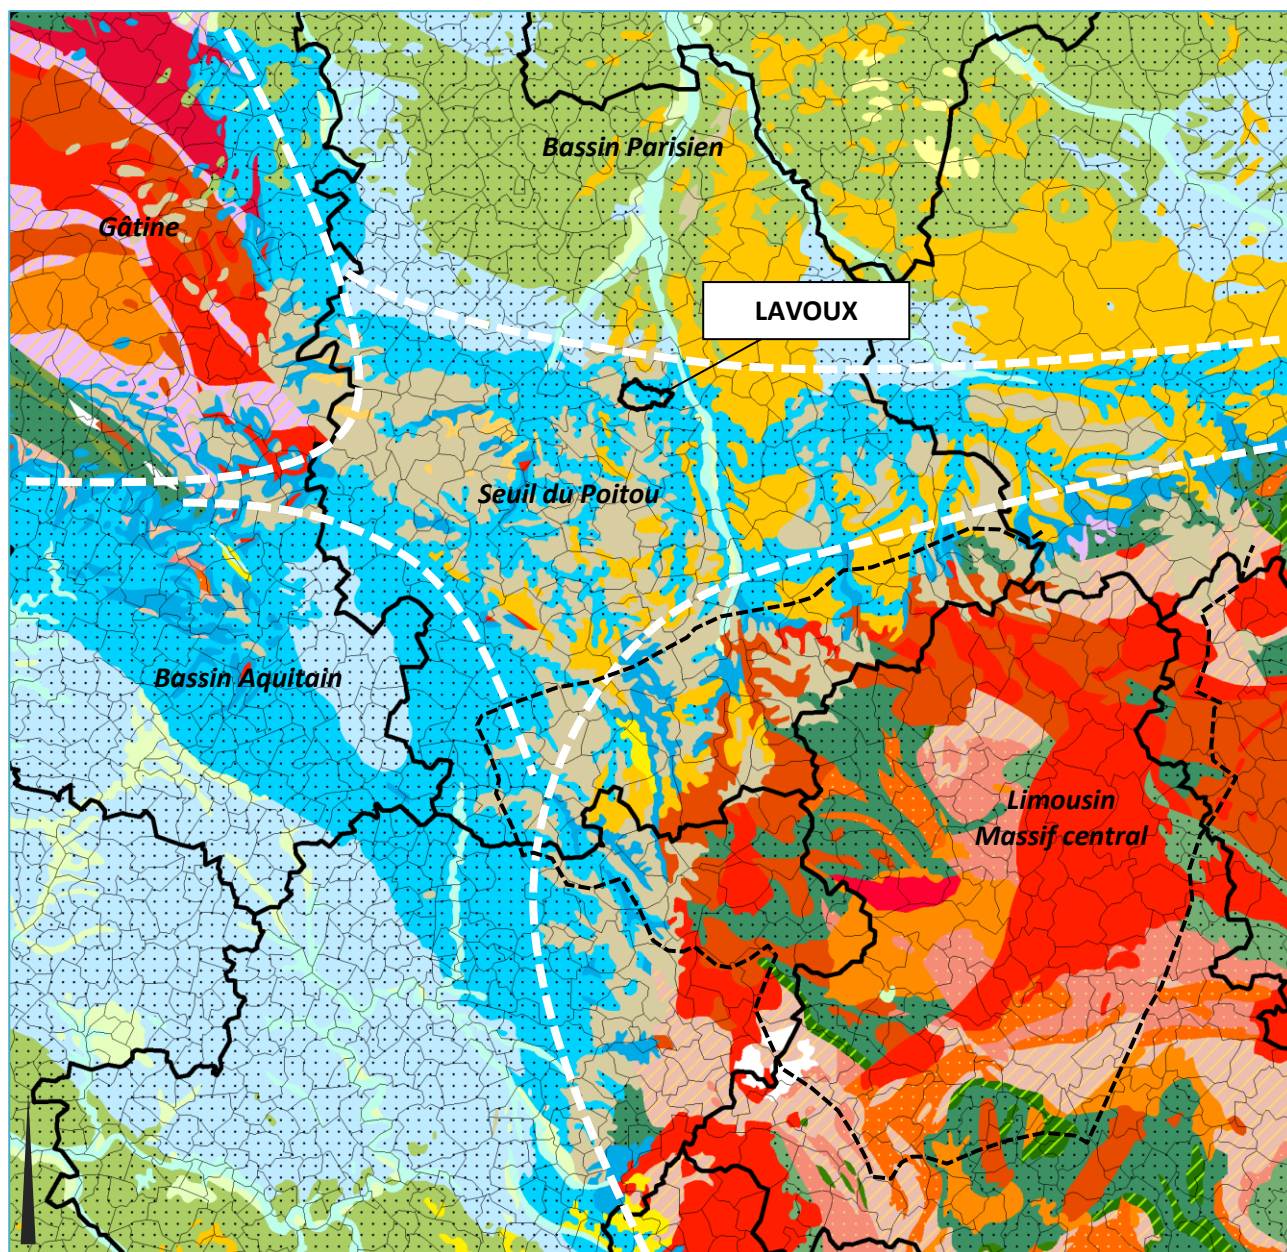 Bassin Parisien
Gâtine
LAVOUX
Seuil du Poitou
Bassin Aquitain
Limousin
Massif central